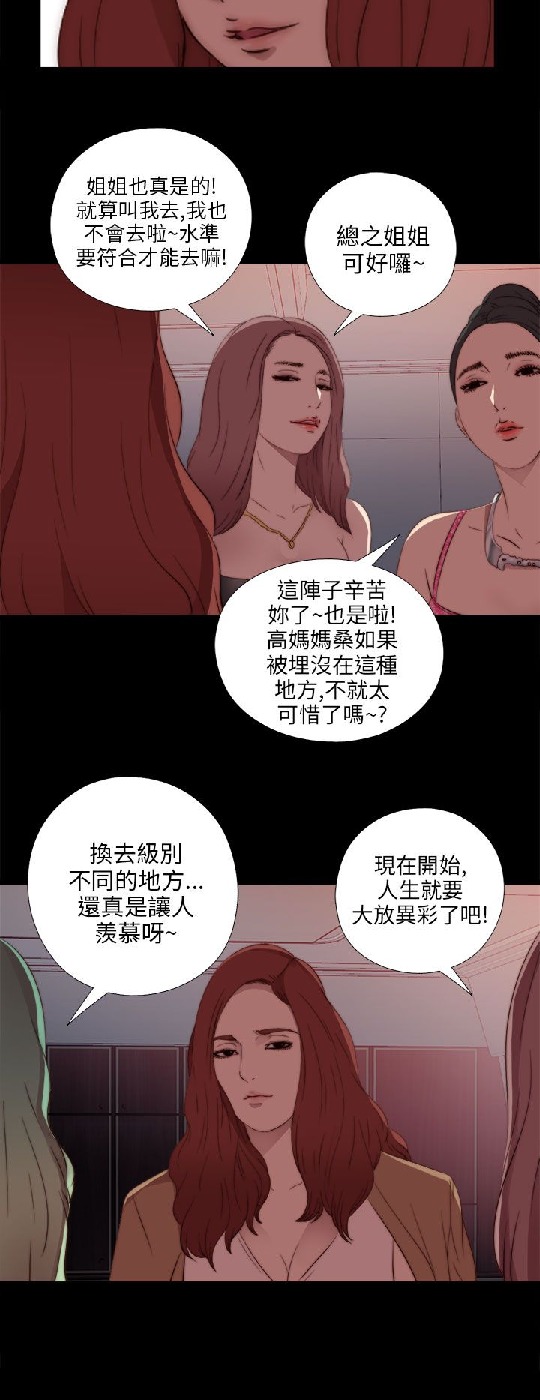 姐姐也真是的!
就算叫我去,我也
不會去啦~水準
要符合才能去嘛!
總之姐姐
可好囉~
這陣子辛苦
妳了~也是啦!
高媽媽桑如果
被埋沒在這種
地方,不就太
可惜了嗎~?
換去級別
不同的地方...
還真是讓人
羨慕呀~
現在開始,
人生就要
大放異彩了吧!